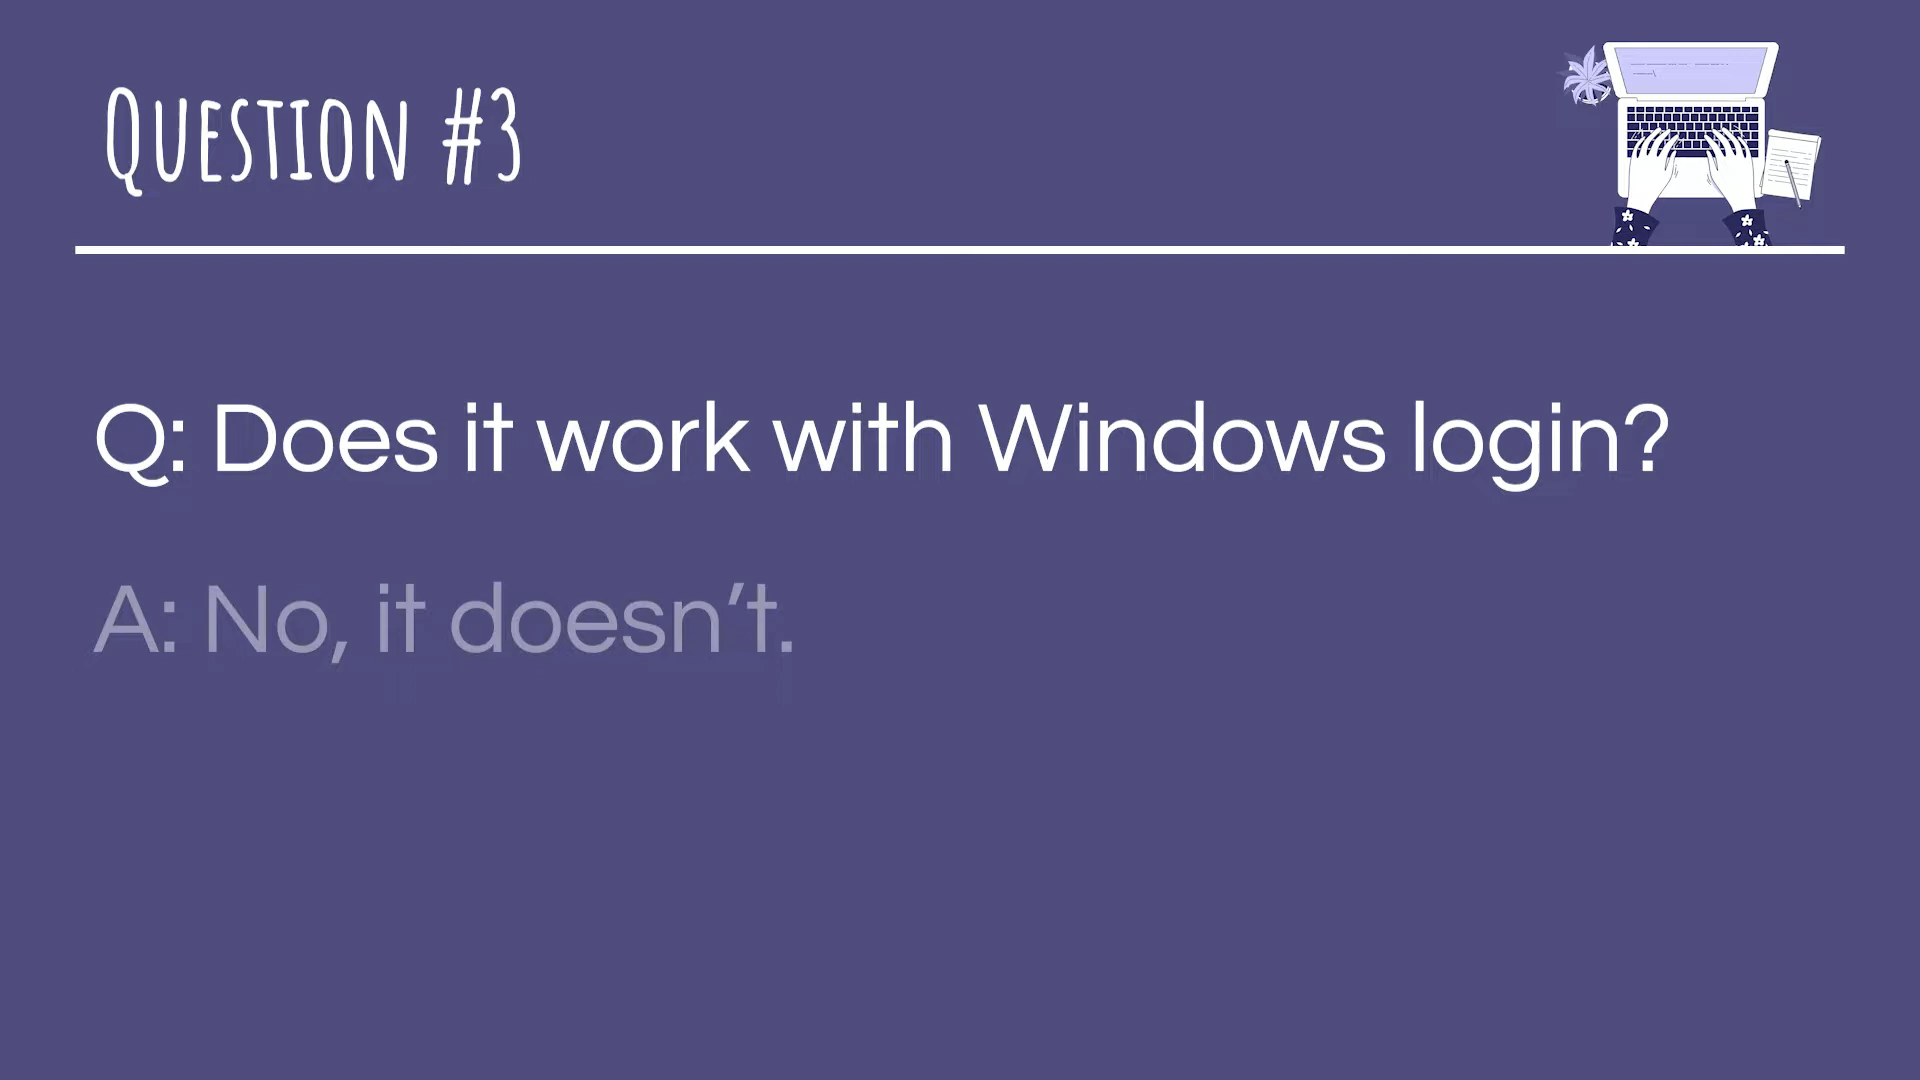 Question #3
Q: Does it work with Windows login?
A: No, it doesn’t.